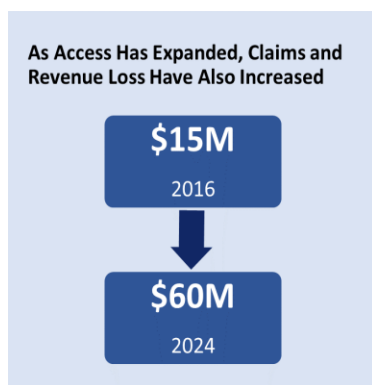 As Access Has Expanded, Claims and
Revenue Loss Have Also Increased
$15M
2016
$60M
2024